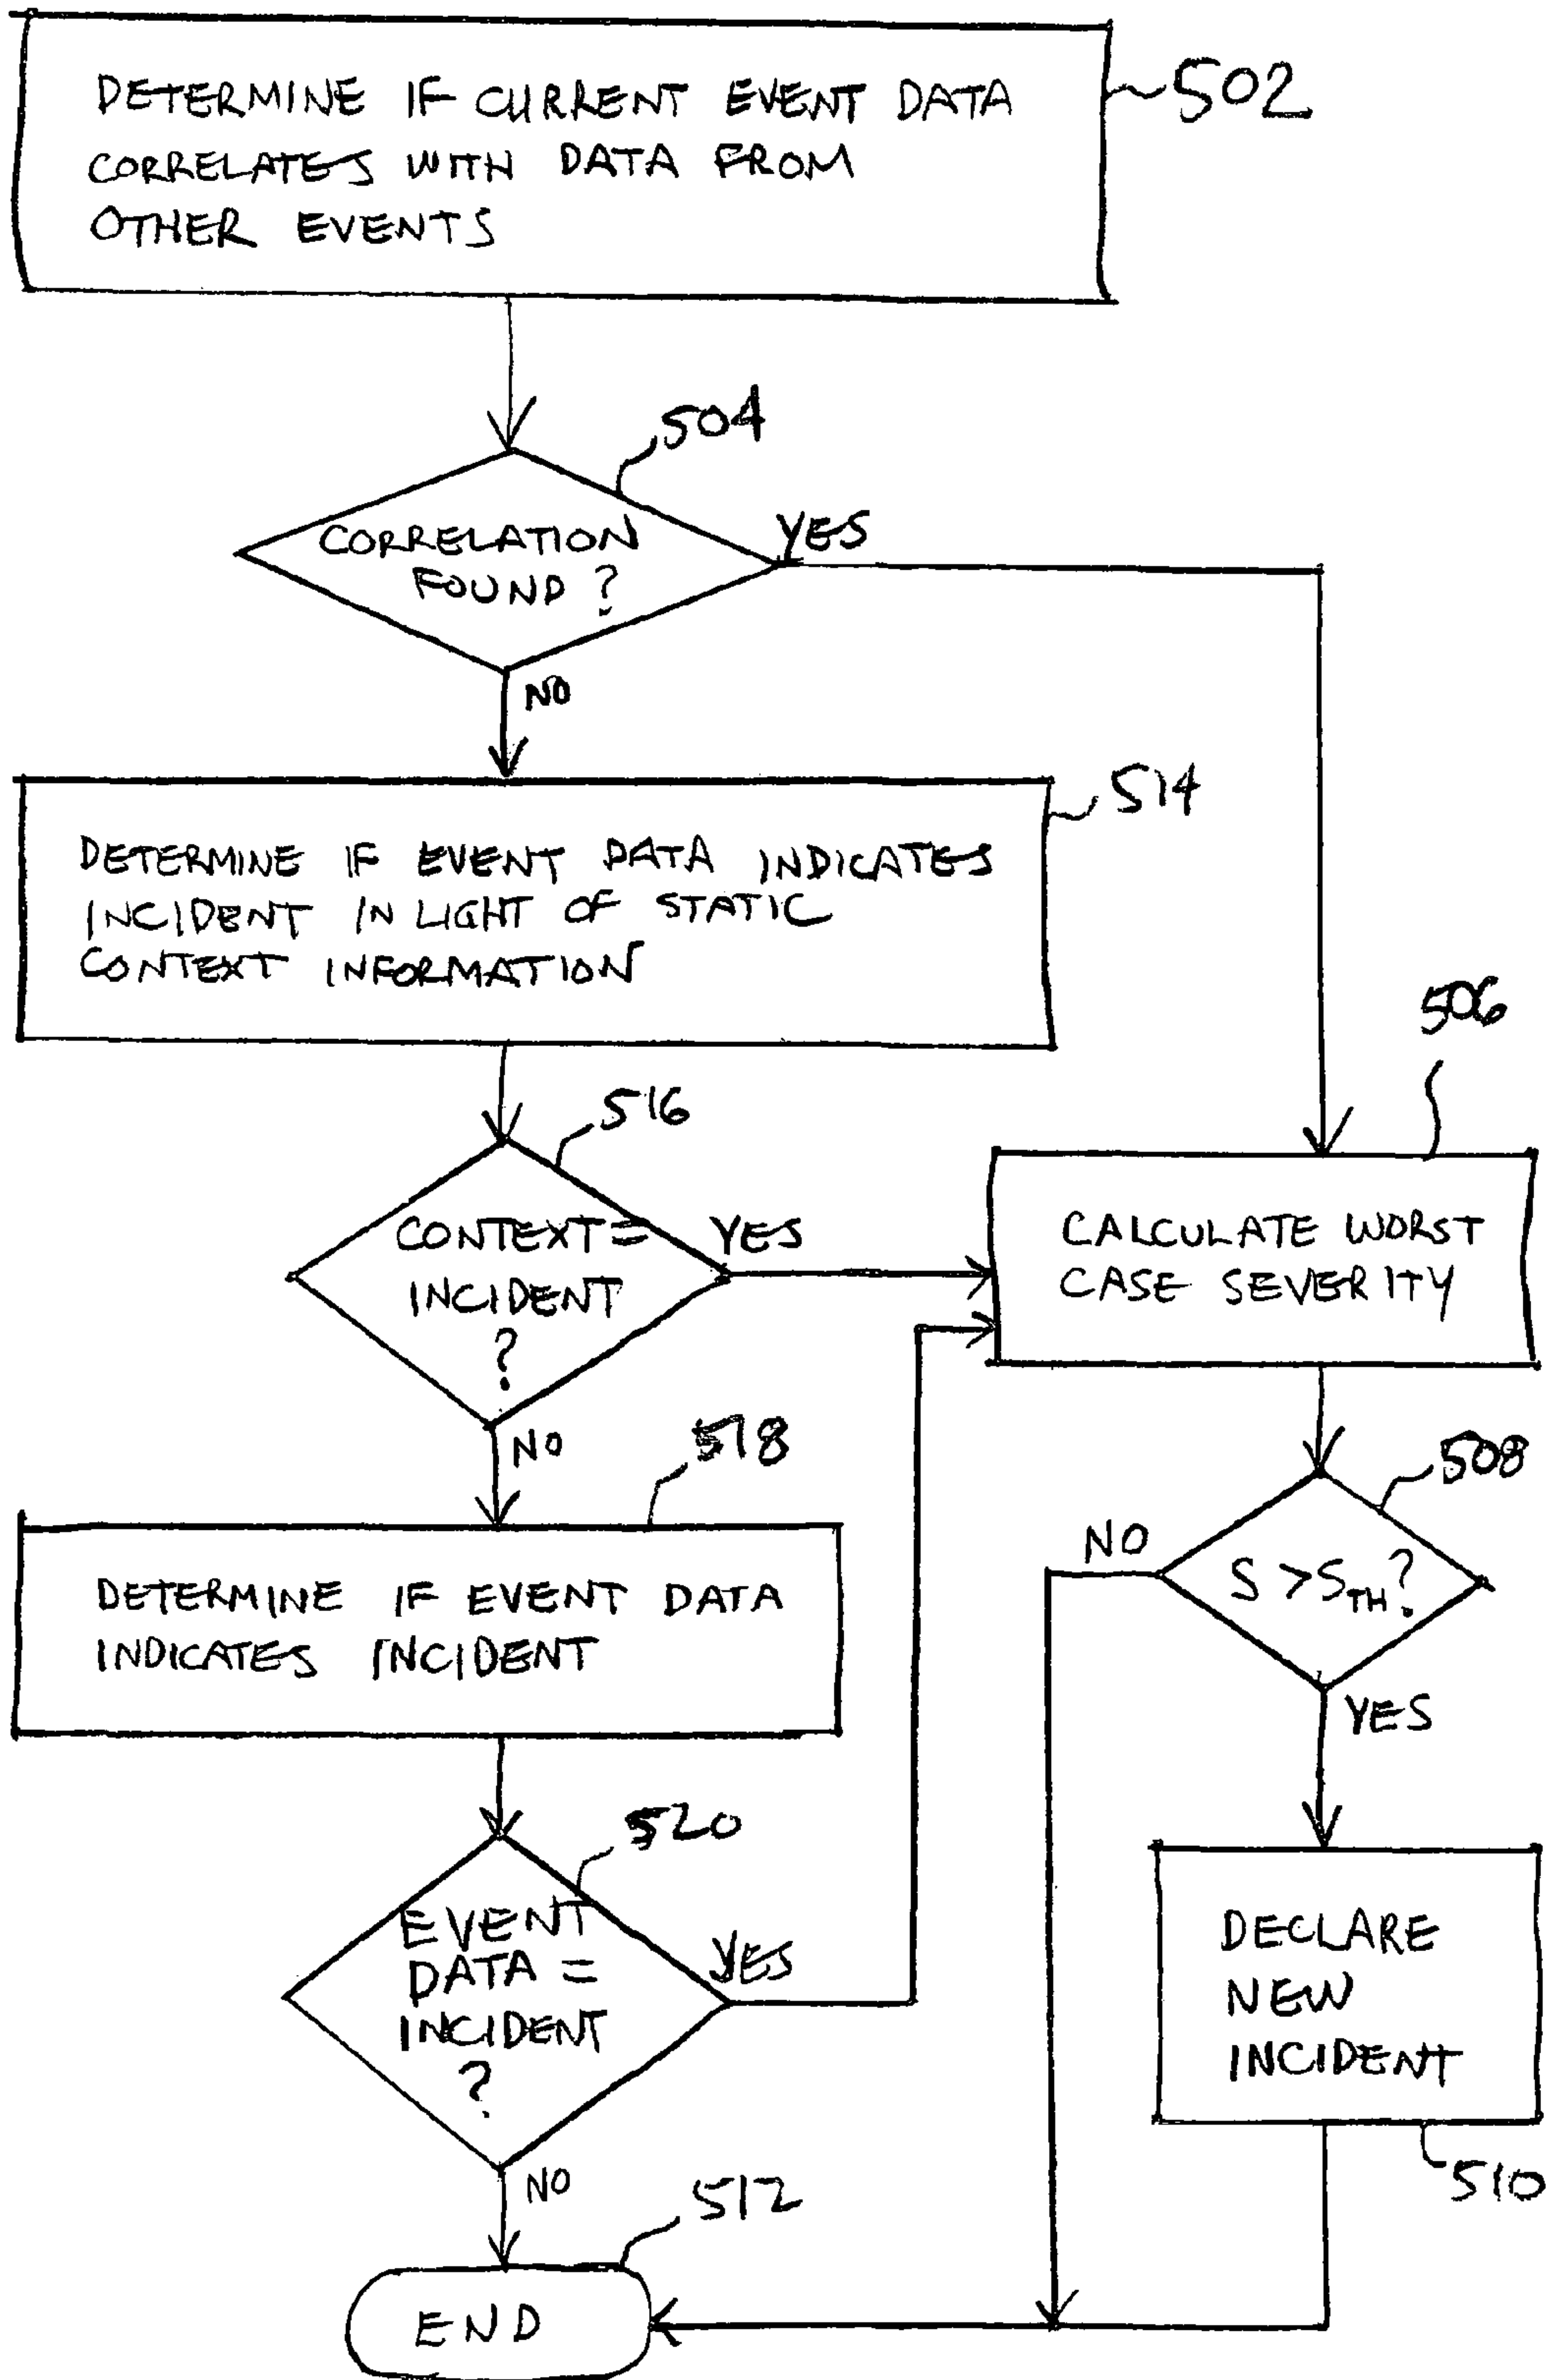 DETERMINE IF CURRENT EVENT DATA
CORRELATES WITH DATA FROM
OTHER EVENTS
502
504
CORRELATION
FOUND ?
YES
NO
514
DETERMINE IF EVENT DATA INDICATES
INCIDENT IN LIGHT OF STATIC
CONTEXT INFORMATION
506
516
CONTEXT =
INCIDENT
?
YES
CALCULATE WORST
CASE SEVERITY
NO
518
508
NO
S > STH?
YES
DETERMINE IF EVENT DATA
INDICATES INCIDENT
520
EVENT
DATA =
INCIDENT
?
YES
DECLARE
NEW
INCIDENT
510
NO
512
END